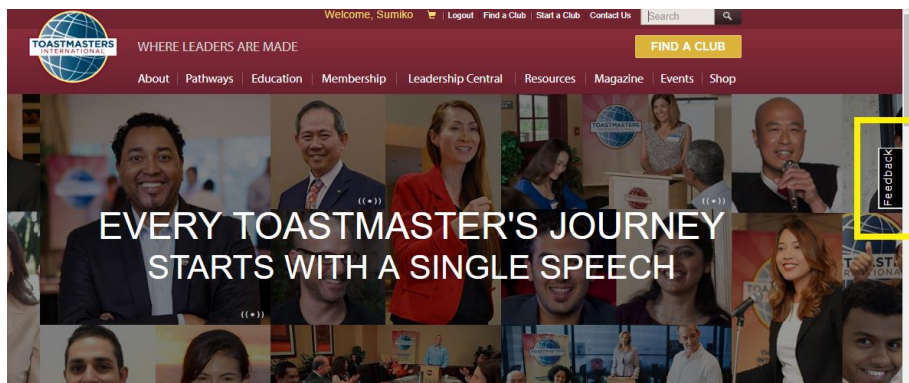 Welcome, Sumiko | Logout Find a Club | Start a Club Contact Us Search
TOASTMASTERS
INTERNATIONAL
WHERE LEADERS ARE MADE
FIND A CLUB
About | Pathways | Education | Membership | Leadership Central | Resources | Magazine | Events | Shop
TOASTMASTERS
Feedback
((•))
((•))
EVERY TOASTMASTER'S JOURNEY
STARTS WITH A SINGLE SPEECH
((•))